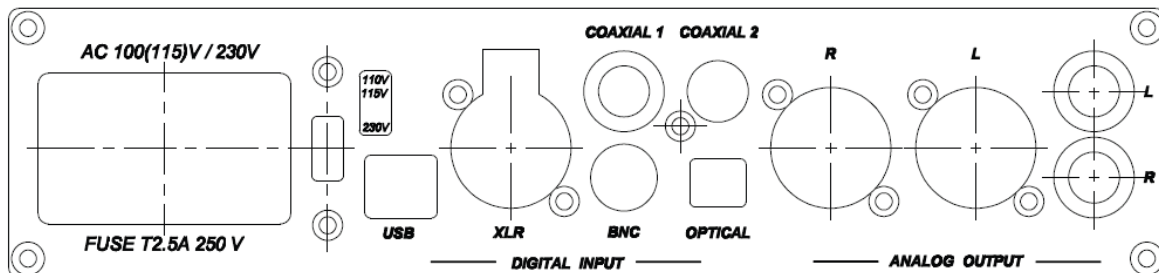 AC 100(115)V / 230V
110V
115V
230V
FUSE T2.5A 250 V
USB
XLR
COAXIAL 1
COAXIAL 2
BNC
OPTICAL
DIGITAL INPUT
R
L
L
R
ANALOG OUTPUT